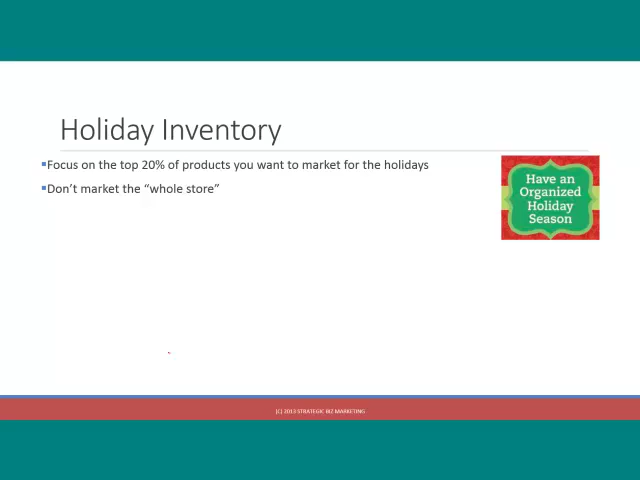 Holiday Inventory
Focus on the top 20% of products you want to market for the holidays
Don't market the “whole store”
Have an
Organized
Holiday
Season
(C) 2013 STRATEGIC BIZ MARKETING